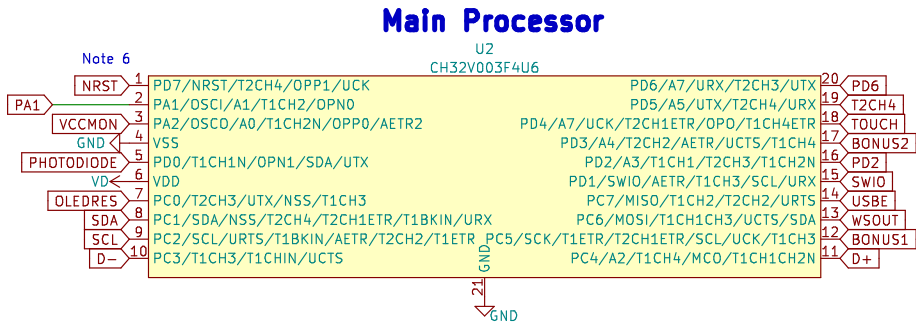 Main Processor
U2
Note 6
CH32V003F4U6
NRST 1 PD7/NRST/T2CH4/OPP1/UCK PD6/A7/URX/T2CH3/UTX 20 PD6
PA1 2 PA1/OSCI/A1/T1CH2/OPN0 PD5/A5/UTX/T2CH4/URX 19 T2CH4
VCCMON 3 PA2/OSCO/A0/T1CH2N/OPP0/AETR2 PD4/A7/UCK/T2CH1ETR/OPO/T1CH4ETR 18 TOUCH
GND 4 VSS PD3/A4/T2CH2/AETR/UCTS/T1CH4 17 BONUS2
PHOTODIODE 5 PD0/T1CH1N/OPN1/SDA/UTX PD2/A3/T1CH1/T2CH3/T1CH2N 16 PD2
VD 6 VDD PD1/SWIO/AETR/T1CH3/SCL/URX 15 SWIO
OLEDRES 7 PC0/T2CH3/UTX/NSS/T1CH3 PC7/MISO/T1CH2/T2CH2/URTS 14 USBE
SDA 8 PC1/SDA/NSS/T2CH4/T2CH1ETR/T1BKIN/URX PC6/MOSI/T1CH1CH3/UCTS/SDA 13 WSOUT
SCL 9 PC2/SCL/URTS/T1BKIN/AETR/T2CH2/T1ETR PC5/SCK/T1ETR/T2CH1ETR/SCL/UCK/T1CH3 12 BONUS1
D- 10 PC3/T1CH3/T1CHIN/UCTS PC4/A2/T1CH4/MCO/T1CH1CH2N 11 D+
GND
21
GND